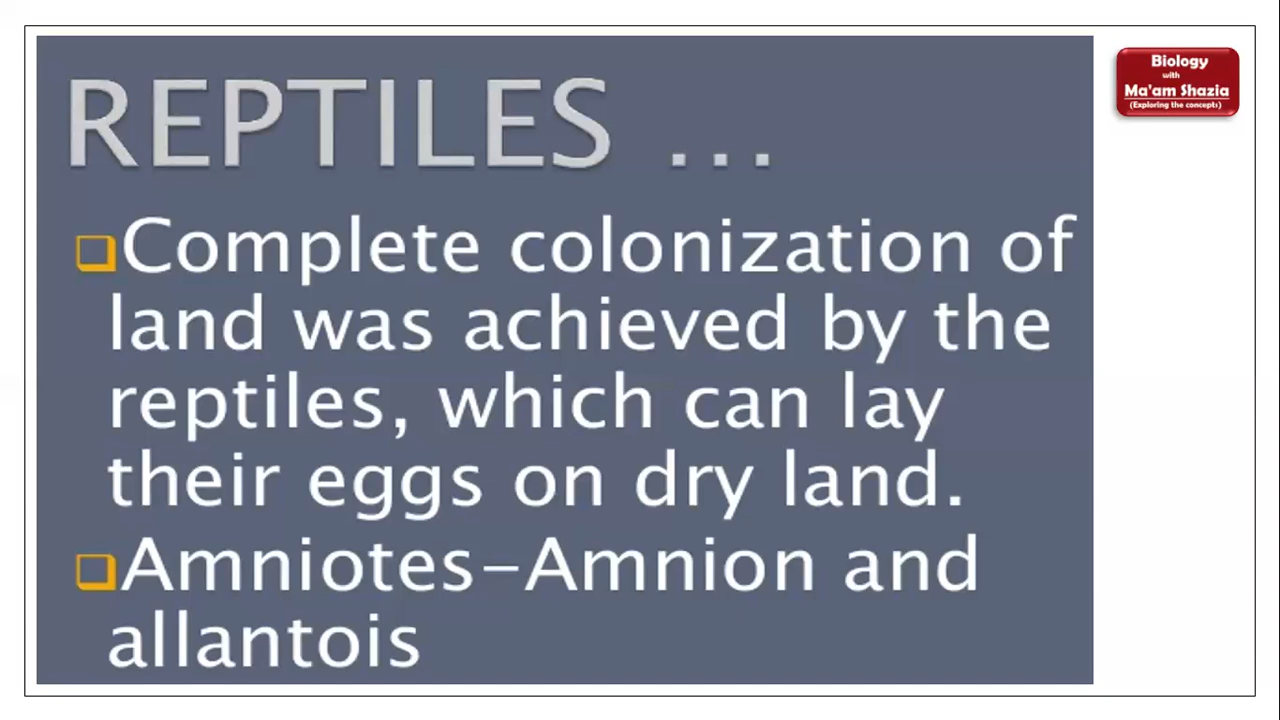 REPTILES ...
❑Complete colonization of
land was achieved by the
reptiles, which can lay
their eggs on dry land.
❑Amniotes-Amnion and
allantois
Biology
with
Ma'am Shazia
(Exploring the concepts)